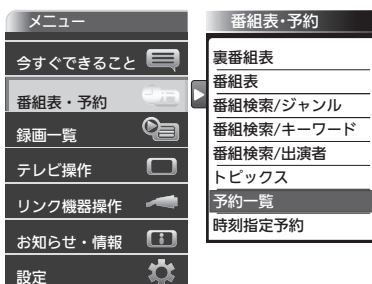 メニュー
今すぐできること
番組表・予約
録画一覧
テレビ操作
リンク機器操作
お知らせ・情報
設定
番組表・予約
裏番組表
番組表
番組検索/ジャンル
番組検索/キーワード
番組検索/出演者
トピックス
予約一覧
時刻指定予約